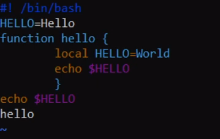 #! /bin/bash
HELLO=Hello
function hello {
        local HELLO=World
        echo $HELLO
        }
echo $HELLO
hello
~